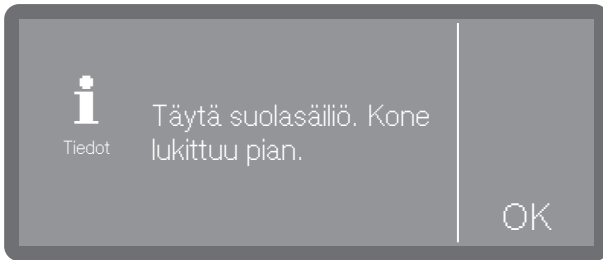 Täytä suolasäiliö. Kone
lukittuu pian.
Tiedot
OK